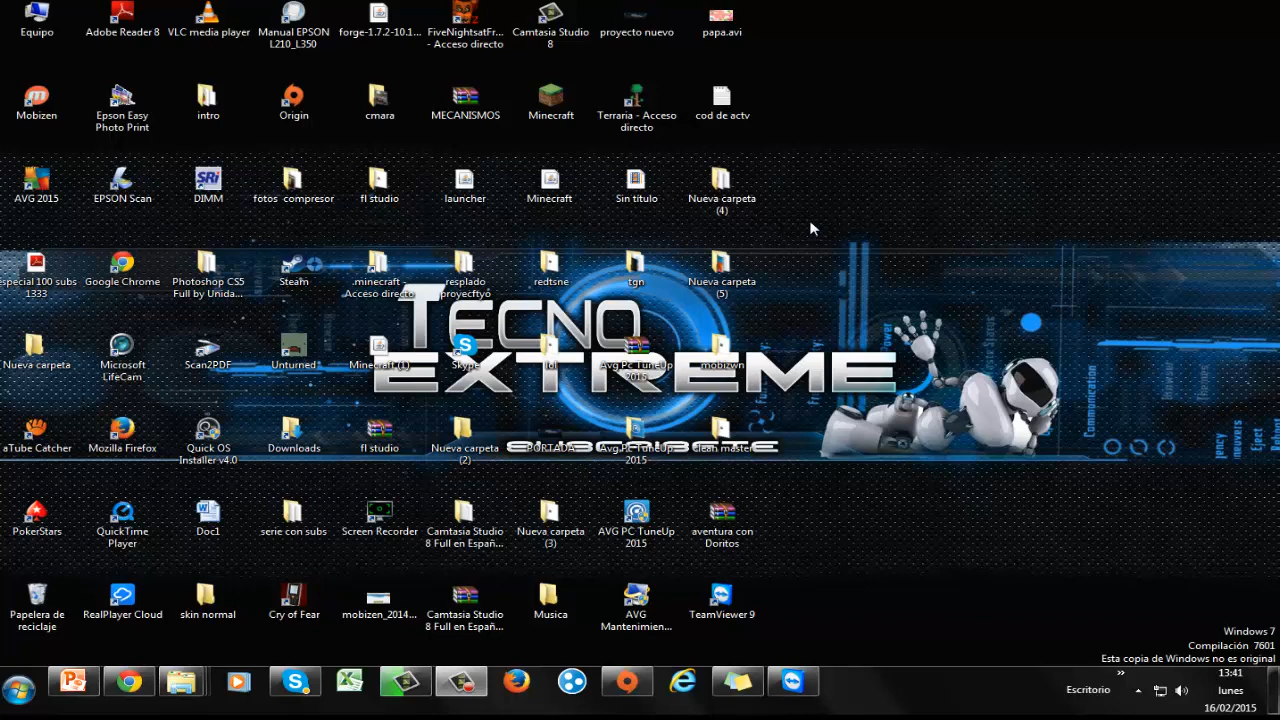 Equipo
Adobe Reader 8
VLC media player
Manual EPSON
L210_L350
forge-1.7.2-10.1...
FiveNightsatFr...
- Acceso directo
Camtasia Studio
8
proyecto nuevo
papa.avi
Mobizen
Epson Easy
Photo Print
intro
Origin
cmara
MECANISMOS
Minecraft
Terraria - Acceso
directo
cod de actv
AVG 2015
EPSON Scan
SRi
DIMM
fotos compresor
fl studio
launcher
Minecraft
Sin título
Nueva carpeta
(4)
especial 100 subs
1333
Google Chrome
Photoshop CS5
Full by Unida...
Steam
.minecraft -
Acceso directo
resplado
proyecftyo
redtsne
tgn
Nueva carpeta
(5)
TECNO
EXTREME
Nueva carpeta
Microsoft
LifeCam
Scan2PDF
Unturned
Minecraft (1)
Skype
lol
Avg Pc TuneUp
2015
mobizwn
Communication
aTube Catcher
Mozilla Firefox
Quick OS
Installer v4.0
Downloads
fl studio
Nueva carpeta
(2)
PORTADA
Avg PC TuneUp
2015
clean master
SUBSCRIBETE
PokerStars
QuickTime
Player
Doc1
serie con subs
Screen Recorder
Camtasia Studio
8 Full en Españ...
Nueva carpeta
(3)
AVG PC TuneUp
2015
aventura con
Doritos
Papelera de
reciclaje
RealPlayer Cloud
skin normal
Cry of Fear
mobizen_2014...
Camtasia Studio
8 Full en Españ...
Musica
AVG
Mantenimien...
TeamViewer 9
Windows 7
Compilación 7601
Esta copia de Windows no es original
Escritorio
»
13:41
lunes
16/02/2015